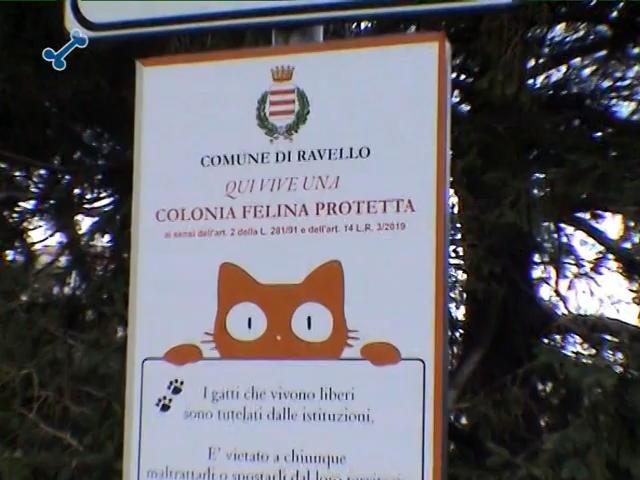 COMUNE DI RAVELLO
QUI VIVE UNA
COLONIA FELINA PROTETTA
ai sensi dell'art. 2 della L. 281/91 e dell'art. 14 L.R. 3/2019
I gatti che vivono liberi
sono tutelati dalle istituzioni.
E' vietato a chiunque
maltrattarli o spostarli dal loro